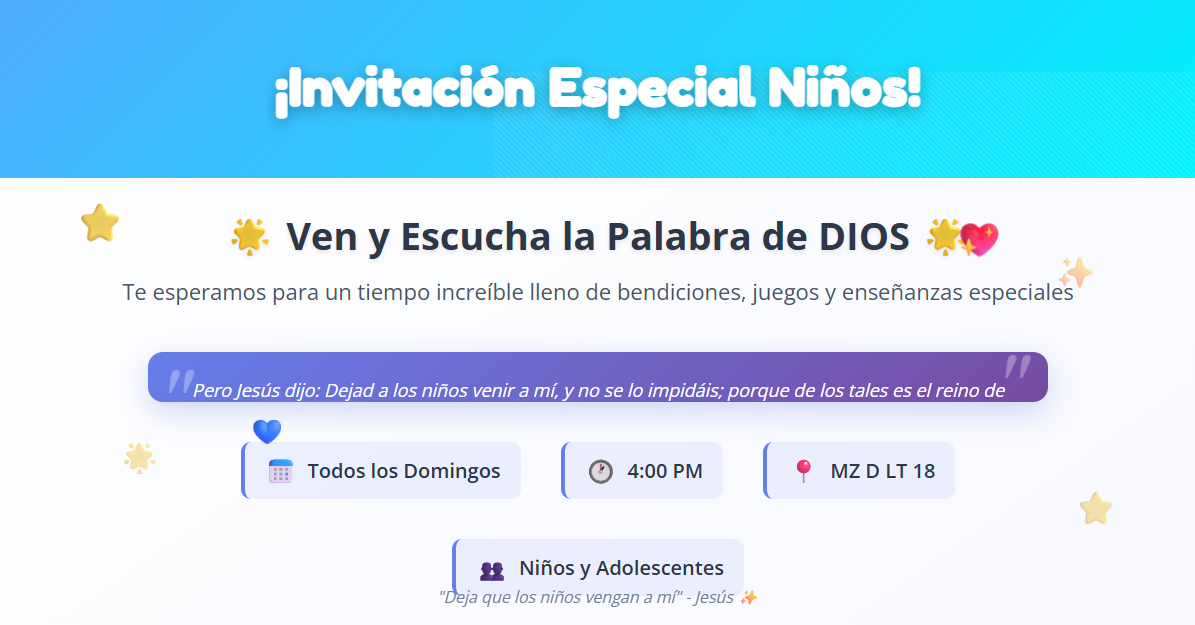 ¡Invitación Especial Niños!
Ven y Escucha la Palabra de DIOS
Te esperamos para un tiempo increíble lleno de bendiciones, juegos y enseñanzas especiales
"Pero Jesús dijo: Dejad a los niños venir a mí, y no se lo impidáis; porque de los tales es el reino de"
Todos los Domingos
4:00 PM
MZ D LT 18
Niños y Adolescentes
"Deja que los niños vengan a mí" - Jesús